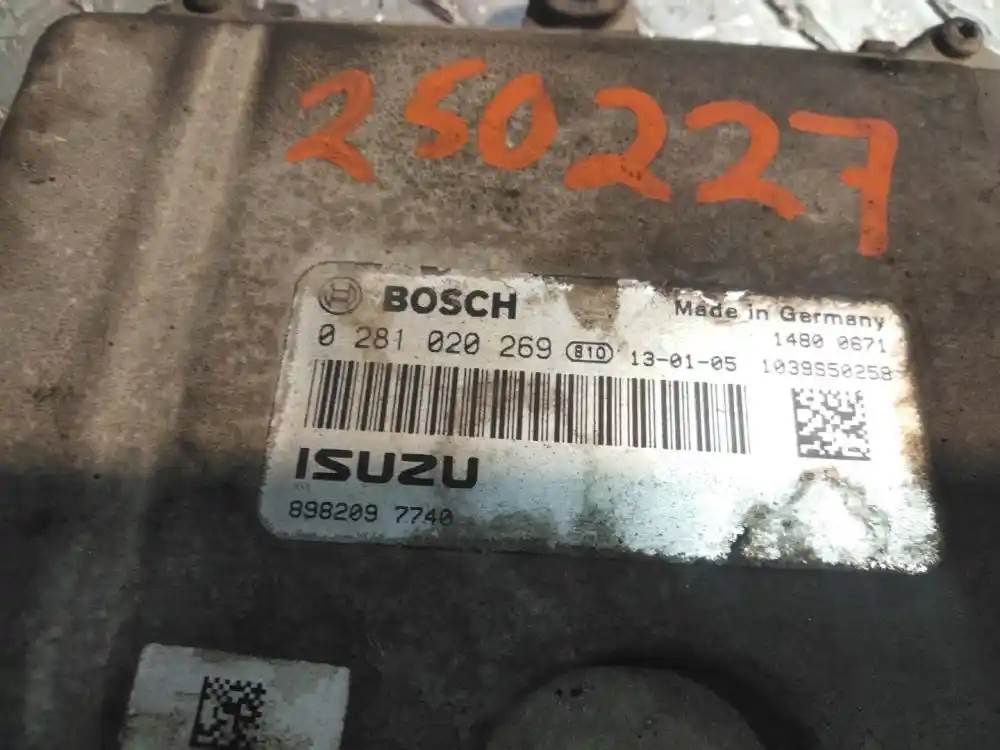 250227
BOSCH
Made in Germany
0 281 020 269 810 13-01-05
1480 0671
1039S50258
ISUZU
898209 7740